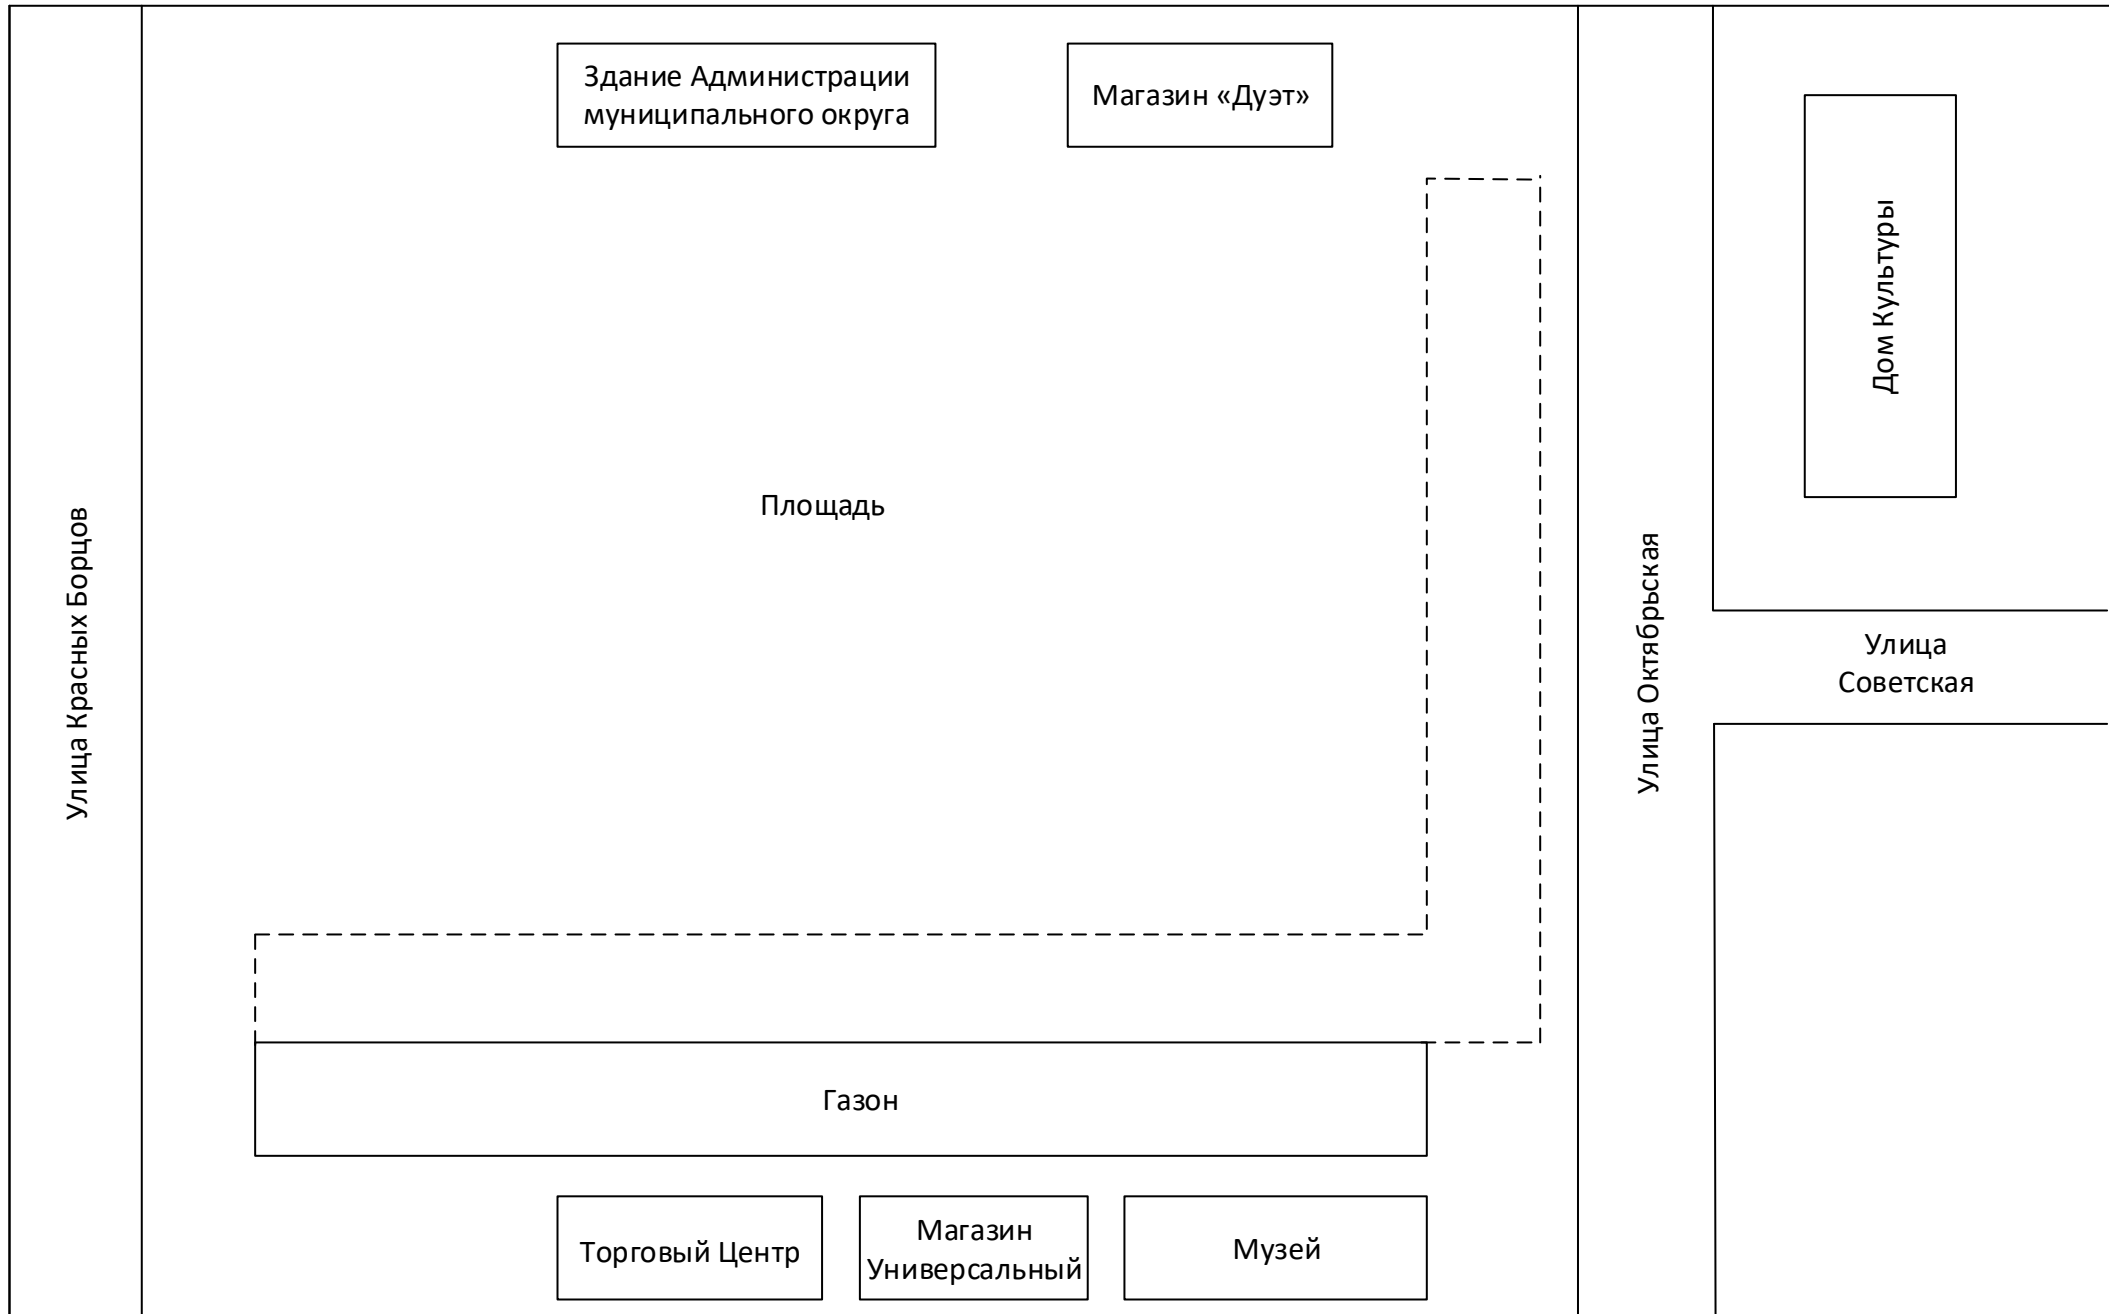 Здание Администрации
муниципального округа
Магазин «Дуэт»
Дом Культуры
Площадь
Улица Красных Борцов
Улица Октябрьская
Улица
Советская
Газон
Торговый Центр
Магазин
Универсальный
Музей